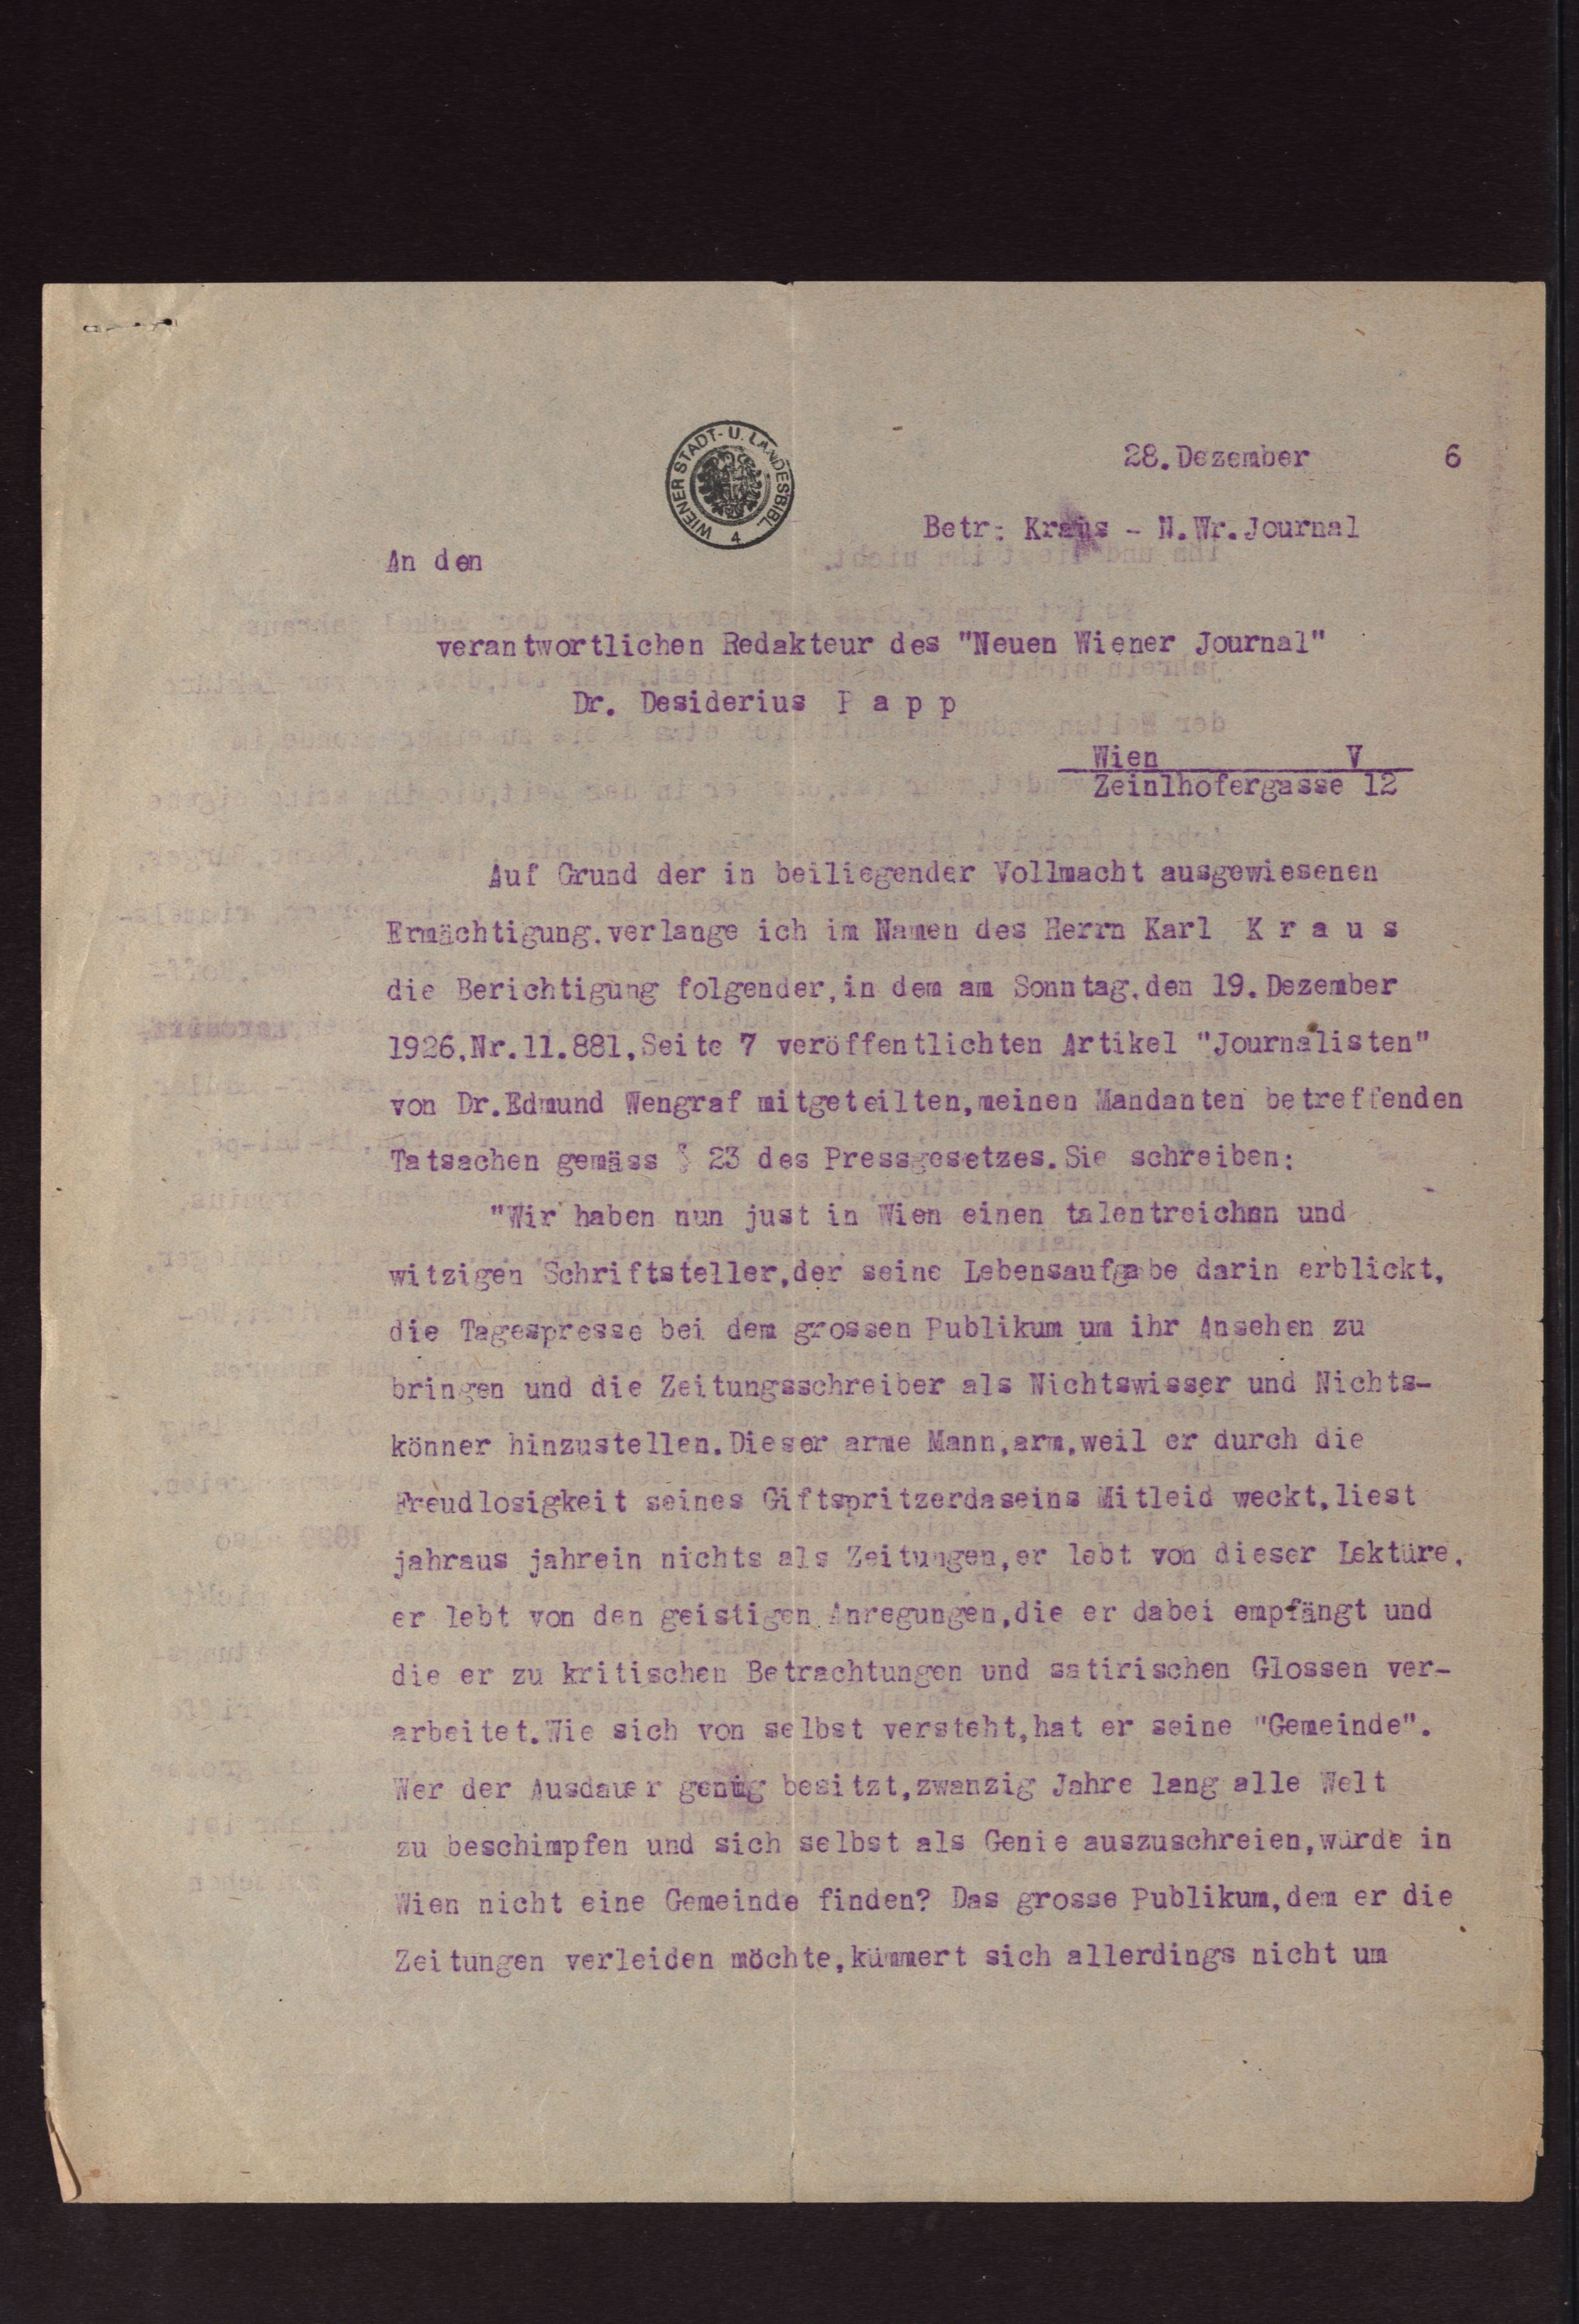 WIENER STADT- U. LANDESBIBL. 4
28.Dezember 6
Betr: Kraus - N.Wr.Journal
An den
verantwortlichen Redakteur des "Neuen Wiener Journal"
Dr. Desiderius P a p p
Wien V
Zeinlhofergasse 12
Auf Grund der in beiliegender Vollmacht ausgewiesenen
Ermächtigung,verlange ich im Namen des Herrn Karl K r a u s
die Berichtigung folgender,in dem am Sonntag,den 19.Dezember
1926,Nr.11.881,Seite 7 veröffentlichten Artikel "Journalisten"
von Dr.Edmund Wengraf mitgeteilten,meinen Mandanten betreffenden
Tatsachen gemäss § 23 des Pressgesetzes.Sie schreiben:
"Wir haben nun just in Wien einen talentreichen und
witzigen Schriftsteller,der seine Lebensaufgabe darin erblickt,
die Tagespresse bei dem grossen Publikum um ihr Ansehen zu
bringen und die Zeitungsschreiber als Nichtswisser und Nichts-
könner hinzustellen.Dieser arme Mann,arm,weil er durch die
Freudlosigkeit seines Giftspritzerdaseins Mitleid weckt,liest
jahraus jahrein nichts als Zeitungen,er lebt von dieser Lektüre,
er lebt von den geistigen Anregungen,die er dabei empfängt und
die er zu kritischen Betrachtungen und satirischen Glossen ver-
arbeitet.Wie sich von selbst versteht,hat er seine "Gemeinde".
Wer der Ausdauer genug besitzt,zwanzig Jahre lang alle Welt
zu beschimpfen und sich selbst als Genie auszuschreien,würde in
Wien nicht eine Gemeinde finden? Das grosse Publikum,dem er die
Zeitungen verleiden möchte,kümmert sich allerdings nicht um